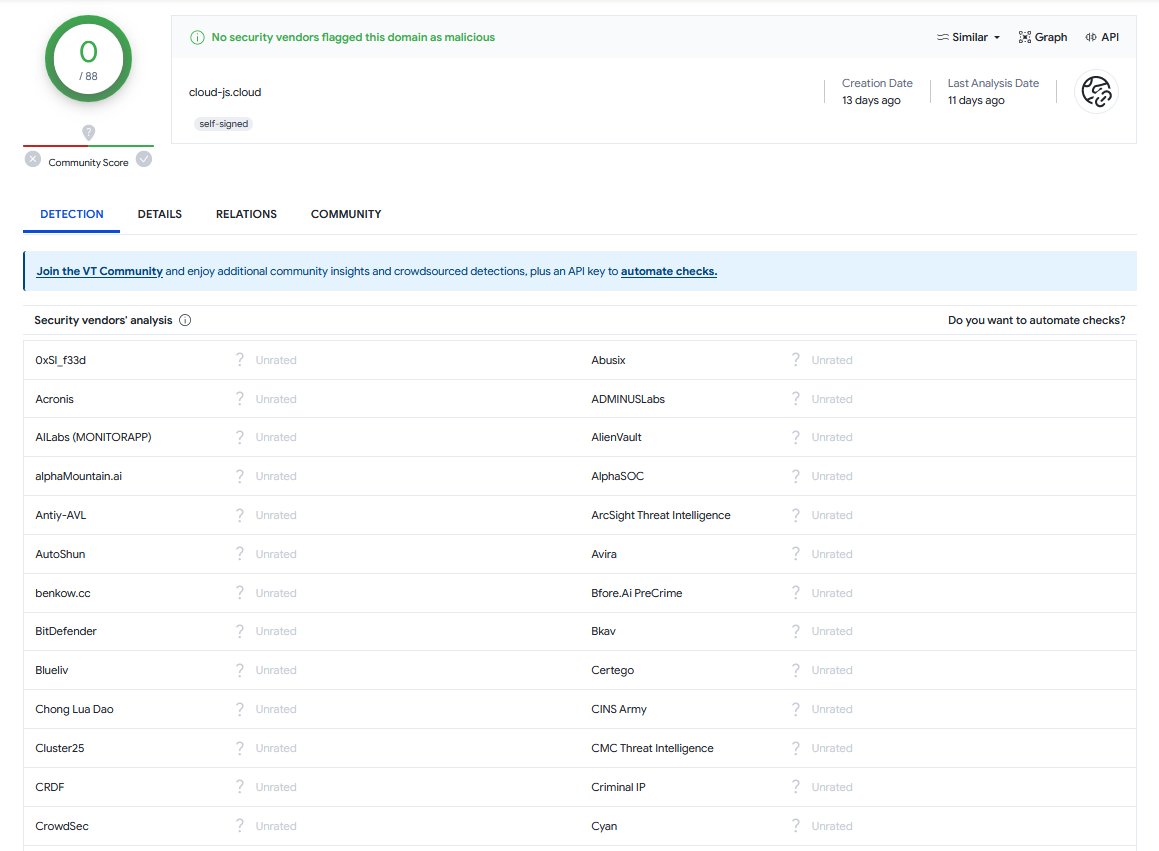 0
/ 88
Community Score
No security vendors flagged this domain as malicious
Similar
Graph
API
cloud-js.cloud
self-signed
Creation Date
13 days ago
Last Analysis Date
11 days ago
DETECTION DETAILS RELATIONS COMMUNITY
Join the VT Community and enjoy additional community insights and crowdsourced detections, plus an API key to automate checks.
Security vendors' analysis
Do you want to automate checks?
0xSI_f33d ? Unrated Abusix ? Unrated
Acronis ? Unrated ADMINUSLabs ? Unrated
AILabs (MONITORAPP) ? Unrated AlienVault ? Unrated
alphaMountain.ai ? Unrated AlphaSOC ? Unrated
Antiy-AVL ? Unrated ArcSight Threat Intelligence ? Unrated
AutoShun ? Unrated Avira ? Unrated
benkow.cc ? Unrated Bfore.Ai PreCrime ? Unrated
BitDefender ? Unrated Bkav ? Unrated
Blueliv ? Unrated Certego ? Unrated
Chong Lua Dao ? Unrated CINS Army ? Unrated
Cluster25 ? Unrated CMC Threat Intelligence ? Unrated
CRDF ? Unrated Criminal IP ? Unrated
CrowdSec ? Unrated Cyan ? Unrated